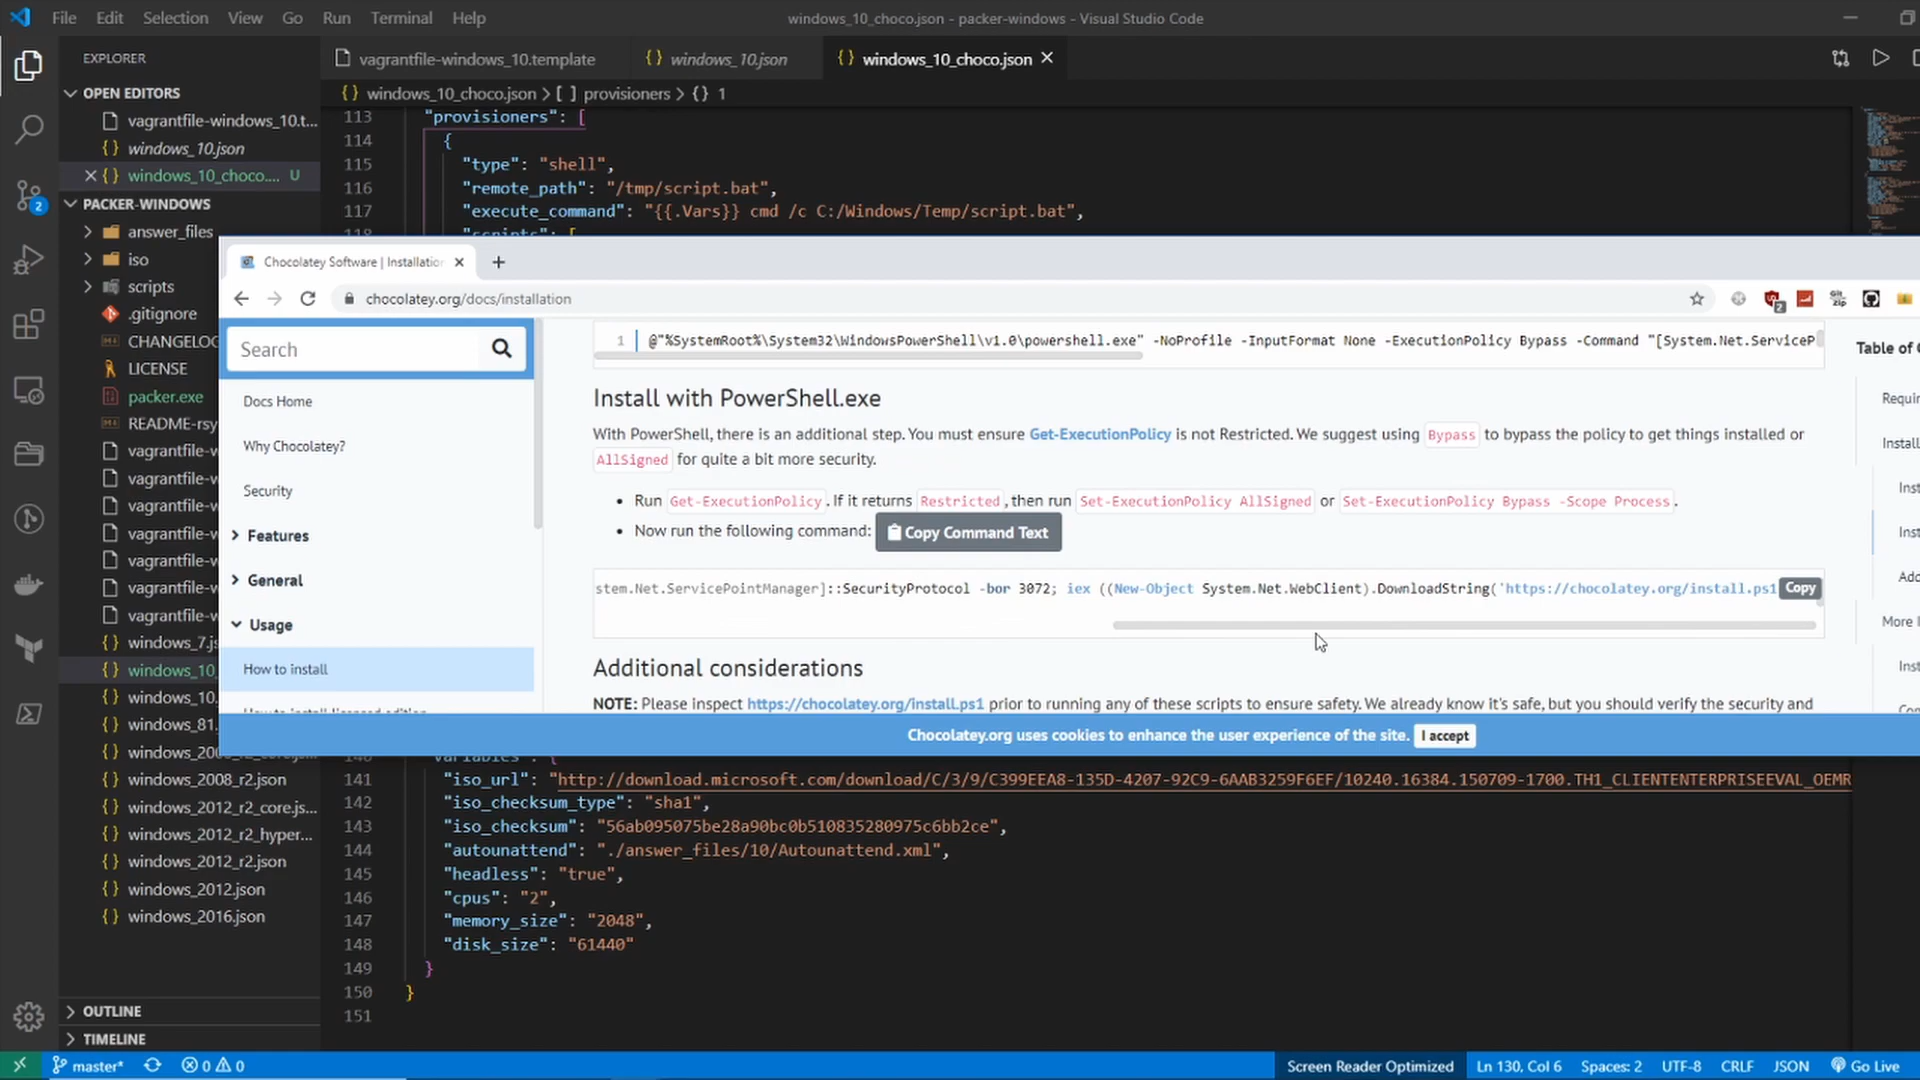 File Edit Selection View Go Run Terminal Help
windows_10_choco.json - packer-windows - Visual Studio Code
EXPLORER
OPEN EDITORS
vagrantfile-windows_10.t...
windows_10.json
windows_10_choco.... U
PACKER-WINDOWS
answer_files
iso
scripts
.gitignore
CHANGELOG
LICENSE
packer.exe
README-rsy
vagrantfile-w
vagrantfile-w
vagrantfile-w
vagrantfile-w
vagrantfile-w
vagrantfile-w
vagrantfile-w
windows_7.js
windows_10
windows_10.
windows_81.
windows_200
windows_2008_r2.json
windows_2012_r2_core.js...
windows_2012_r2_hyper...
windows_2012_r2.json
windows_2012.json
windows_2016.json
OUTLINE
TIMELINE
2
vagrantfile-windows_10.template
windows_10.json
windows_10_choco.json
{} windows_10_choco.json > [ ] provisioners > {} 1
113 "provisioners": [
114 {
115 "type": "shell",
116 "remote_path": "/tmp/script.bat",
117 "execute_command": "{{.Vars}} cmd /c C:/Windows/Temp/script.bat",
118 "scripts": [
Chocolatey Software | Installation
chocolatey.org/docs/installation
2
Search
Docs Home
Why Chocolatey?
Security
Features
General
Usage
How to install
How to install licensed edition
1 @"%SystemRoot%\System32\WindowsPowerShell\v1.0\powershell.exe" -NoProfile -InputFormat None -ExecutionPolicy Bypass -Command "[System.Net.ServiceP
Install with PowerShell.exe
With PowerShell, there is an additional step. You must ensure Get-ExecutionPolicy is not Restricted. We suggest using Bypass to bypass the policy to get things installed or
AllSigned for quite a bit more security.
• Run Get-ExecutionPolicy. If it returns Restricted, then run Set-ExecutionPolicy AllSigned or Set-ExecutionPolicy Bypass -Scope Process.
• Now run the following command: Copy Command Text
stem.Net.ServicePointManager]::SecurityProtocol -bor 3072; iex ((New-Object System.Net.WebClient).DownloadString('https://chocolatey.org/install.ps1
Copy
Additional considerations
NOTE: Please inspect https://chocolatey.org/install.ps1 prior to running any of these scripts to ensure safety. We already know it's safe, but you should verify the security and
Table of C
Requir
Install
Inst
Inst
Add
More I
Inst
Con
Chocolatey.org uses cookies to enhance the user experience of the site. I accept
140 "variables": {
141 "iso_url": "http://download.microsoft.com/download/C/3/9/C399EEA8-135D-4207-92C9-6AAB3259F6EF/10240.16384.150709-1700.TH1_CLIENTENTERPRISEEVAL_OEMR
142 "iso_checksum_type": "sha1",
143 "iso_checksum": "56ab095075be28a90bc0b510835280975c6bb2ce",
144 "autounattend": "./answer_files/10/Autounattend.xml",
145 "headless": "true",
146 "cpus": "2",
147 "memory_size": "2048",
148 "disk_size": "61440"
149 }
150 }
151
master* 0 0 Screen Reader Optimized Ln 130, Col 6 Spaces: 2 UTF-8 CRLF JSON Go Live